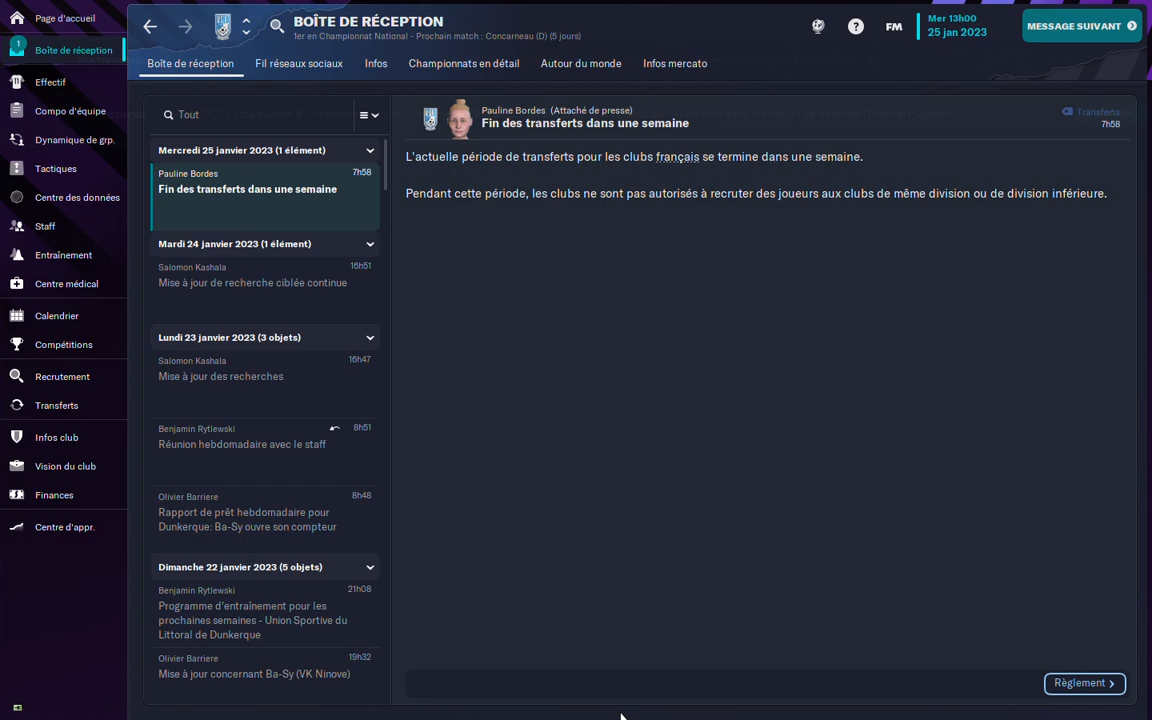 Page d'accueil
1
Boîte de réception
Effectif
Compo d'équipe
Dynamique de grp.
Tactiques
Centre des données
Staff
Entraînement
Centre médical
Calendrier
Compétitions
Recrutement
Transferts
Infos club
Vision du club
Finances
Centre d'appr.
BOÎTE DE RÉCEPTION
1er en Championnat National - Prochain match : Concarneau (D) (5 jours)
FM
Mer 13h00
25 jan 2023
MESSAGE SUIVANT
Boîte de réception
Fil réseaux sociaux
Infos
Championnats en détail
Autour du monde
Infos mercato
Tout
Mercredi 25 janvier 2023 (1 élément)
Pauline Bordes 7h58
Fin des transferts dans une semaine
Mardi 24 janvier 2023 (1 élément)
Salomon Kashala 16h51
Mise à jour de recherche ciblée continue
Lundi 23 janvier 2023 (3 objets)
Salomon Kashala 16h47
Mise à jour des recherches
Benjamin Rytlewski 8h51
Réunion hebdomadaire avec le staff
Olivier Barriere 8h48
Rapport de prêt hebdomadaire pour
Dunkerque: Ba-Sy ouvre son compteur
Dimanche 22 janvier 2023 (5 objets)
Benjamin Rytlewski 21h08
Programme d'entraînement pour les
prochaines semaines - Union Sportive du
Littoral de Dunkerque
Olivier Barriere 19h32
Mise à jour concernant Ba-Sy (VK Ninove)
Pauline Bordes (Attaché de presse)
Fin des transferts dans une semaine
Transferts
7h58
L'actuelle période de transferts pour les clubs français se termine dans une semaine.
Pendant cette période, les clubs ne sont pas autorisés à recruter des joueurs aux clubs de même division ou de division inférieure.
Règlement